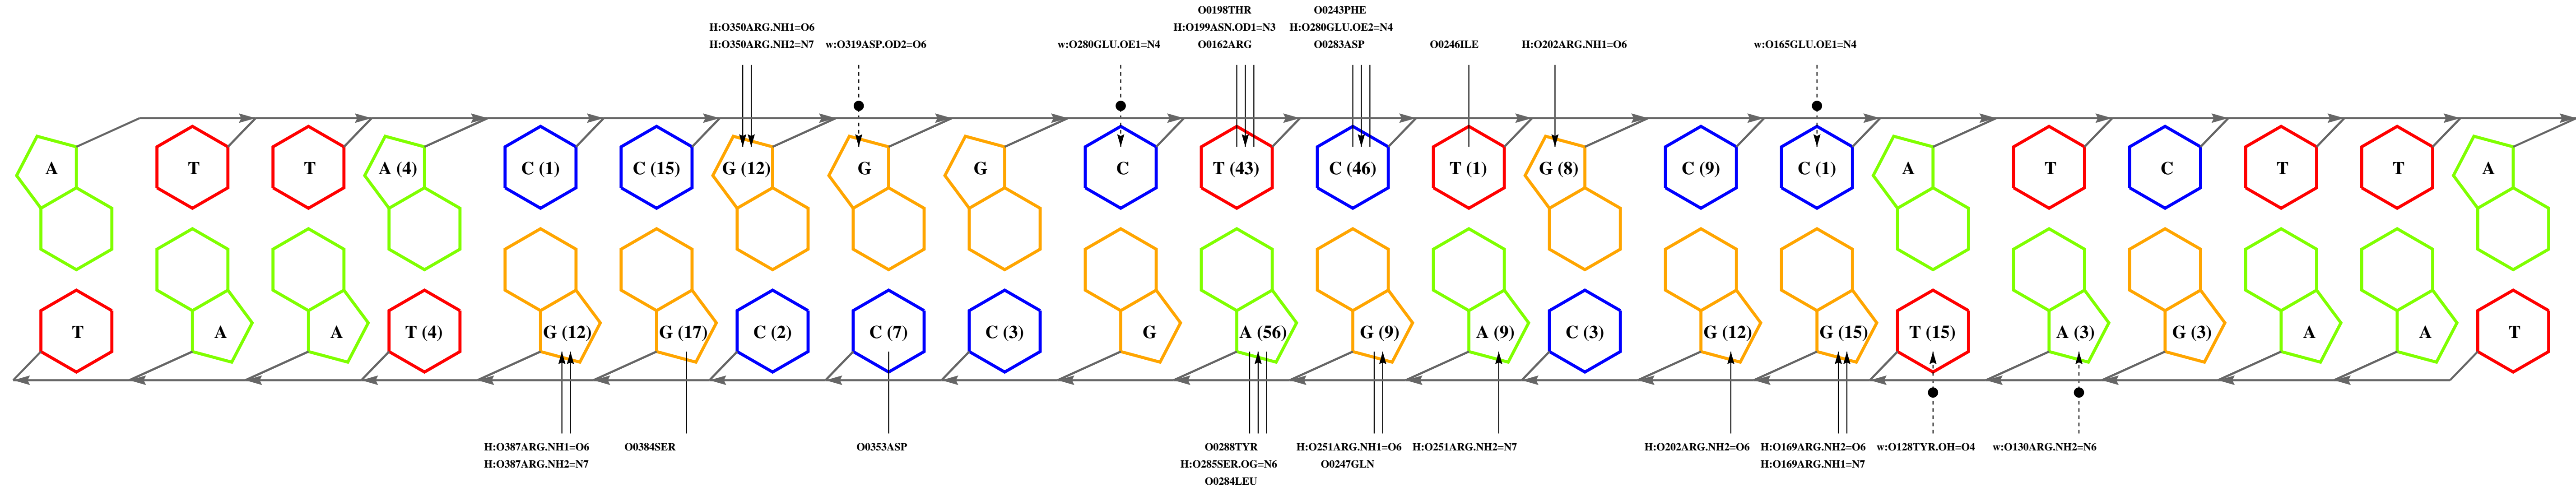 O0198THR O0243PHE
H:O350ARG.NH1=O6 H:O199ASN.OD1=N3 H:O280GLU.OE2=N4
H:O350ARG.NH2=N7 w:O319ASP.OD2=O6 w:O280GLU.OE1=N4 O0162ARG O0283ASP O0246ILE H:O202ARG.NH1=O6 w:O165GLU.OE1=N4
A T T A (4) C (1) C (15) G (12) G G C T (43) C (46) T (1) G (8) C (9) C (1) A T C T T A
T A A T (4) G (12) G (17) C (2) C (7) C (3) G A (56) G (9) A (9) C (3) G (12) G (15) T (15) A (3) G (3) A A T
H:O387ARG.NH1=O6 O0384SER O0353ASP O0288TYR H:O251ARG.NH1=O6 H:O251ARG.NH2=N7 H:O202ARG.NH2=O6 H:O169ARG.NH2=O6 w:O128TYR.OH=O4 w:O130ARG.NH2=N6
H:O387ARG.NH2=N7 H:O285SER.OG=N6 O0247GLN H:O169ARG.NH1=N7
O0284LEU